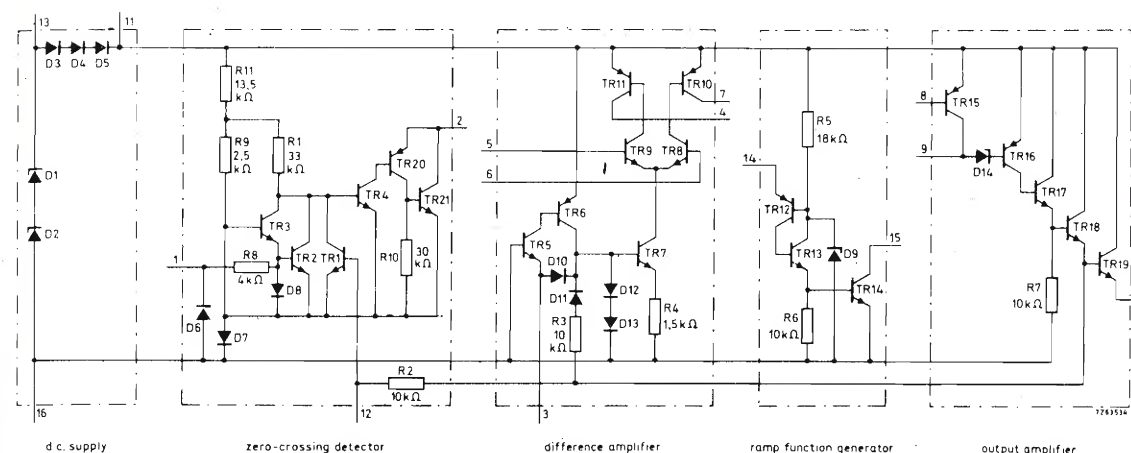 13
11
D3 D4 D5
D1
D2
16
d.c. supply
R11
13,5
kΩ
R9
2,5
kΩ
R1
33
kΩ
2
TR20
TR4
TR21
TR3
R8
4kΩ
1
TR2
TR1
R10
30
kΩ
D8
D6
D7
R2
10kΩ
12
zero-crossing detector
TR11
TR10
7
4
5
TR9
TR8
6
TR6
TR5
D10
TR7
D11
D12
R3
10
kΩ
D13
R4
1,5kΩ
3
difference amplifier
R5
18kΩ
14
TR12
TR13
D9
15
TR14
R6
10kΩ
ramp function generator
8
TR15
9
D14
TR16
TR17
TR18
TR19
R7
10kΩ
7263534
output amplifier